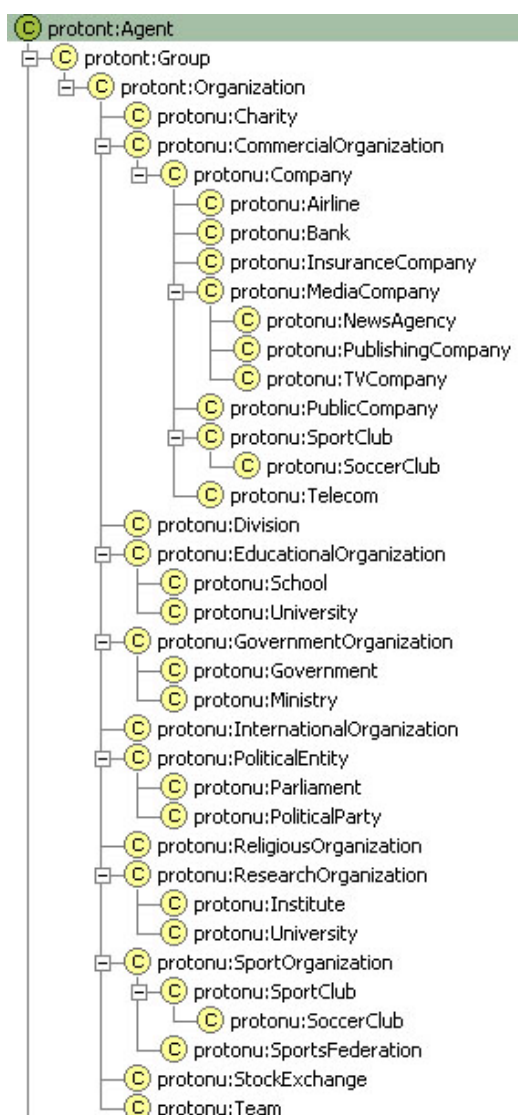 C protont:Agent
C protont:Group
C protont:Organization
C protonu:Charity
C protonu:CommercialOrganization
C protonu:Company
C protonu:Airline
C protonu:Bank
C protonu:InsuranceCompany
C protonu:MediaCompany
C protonu:NewsAgency
C protonu:PublishingCompany
C protonu:TVCompany
C protonu:PublicCompany
C protonu:SportClub
C protonu:SoccerClub
C protonu:Telecom
C protonu:Division
C protonu:EducationalOrganization
C protonu:School
C protonu:University
C protonu:GovernmentOrganization
C protonu:Government
C protonu:Ministry
C protonu:InternationalOrganization
C protonu:PoliticalEntity
C protonu:Parliament
C protonu:PoliticalParty
C protonu:ReligiousOrganization
C protonu:ResearchOrganization
C protonu:Institute
C protonu:University
C protonu:SportOrganization
C protonu:SportClub
C protonu:SoccerClub
C protonu:SportsFederation
C protonu:StockExchange
C protonu:Team